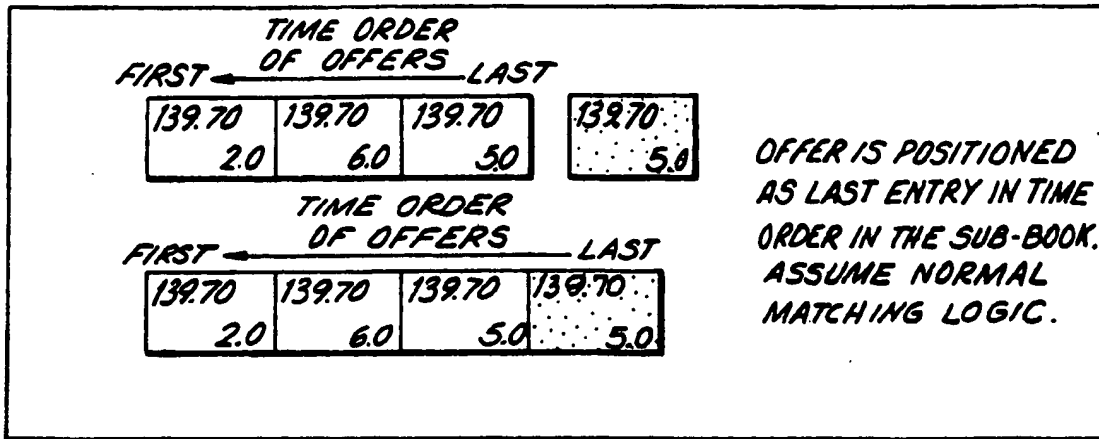 TIME ORDER
OF OFFERS
FIRST LAST
139.70 139.70 139.70 139.70
2.0 6.0 5.0 5.0
OFFER IS POSITIONED
AS LAST ENTRY IN TIME
ORDER IN THE SUB-BOOK.
ASSUME NORMAL
MATCHING LOGIC.
TIME ORDER
OF OFFERS
FIRST LAST
139.70 139.70 139.70 139.70
2.0 6.0 5.0 5.0